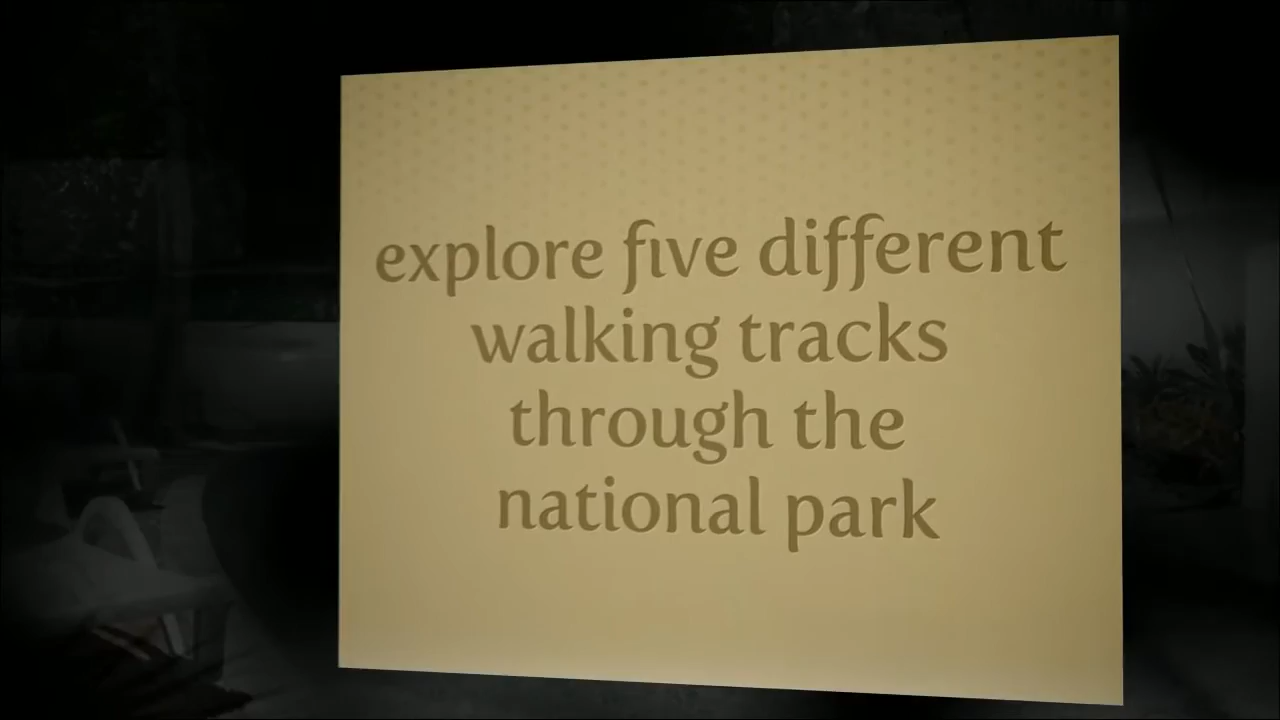 explore five different
walking tracks
through the
national park